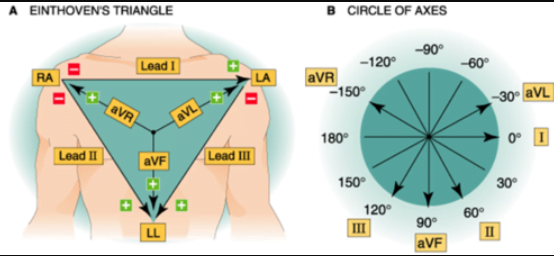 A EINTHOVEN'S TRIANGLE
RA
−
Lead I
+
LA
−
+
aVR
aVL
+
−
Lead II
aVF
Lead III
+
+
+
LL
B CIRCLE OF AXES
−90°
−120°
−60°
aVR
−150°
−30°
aVL
180°
0°
I
150°
30°
120°
60°
III
90°
II
aVF